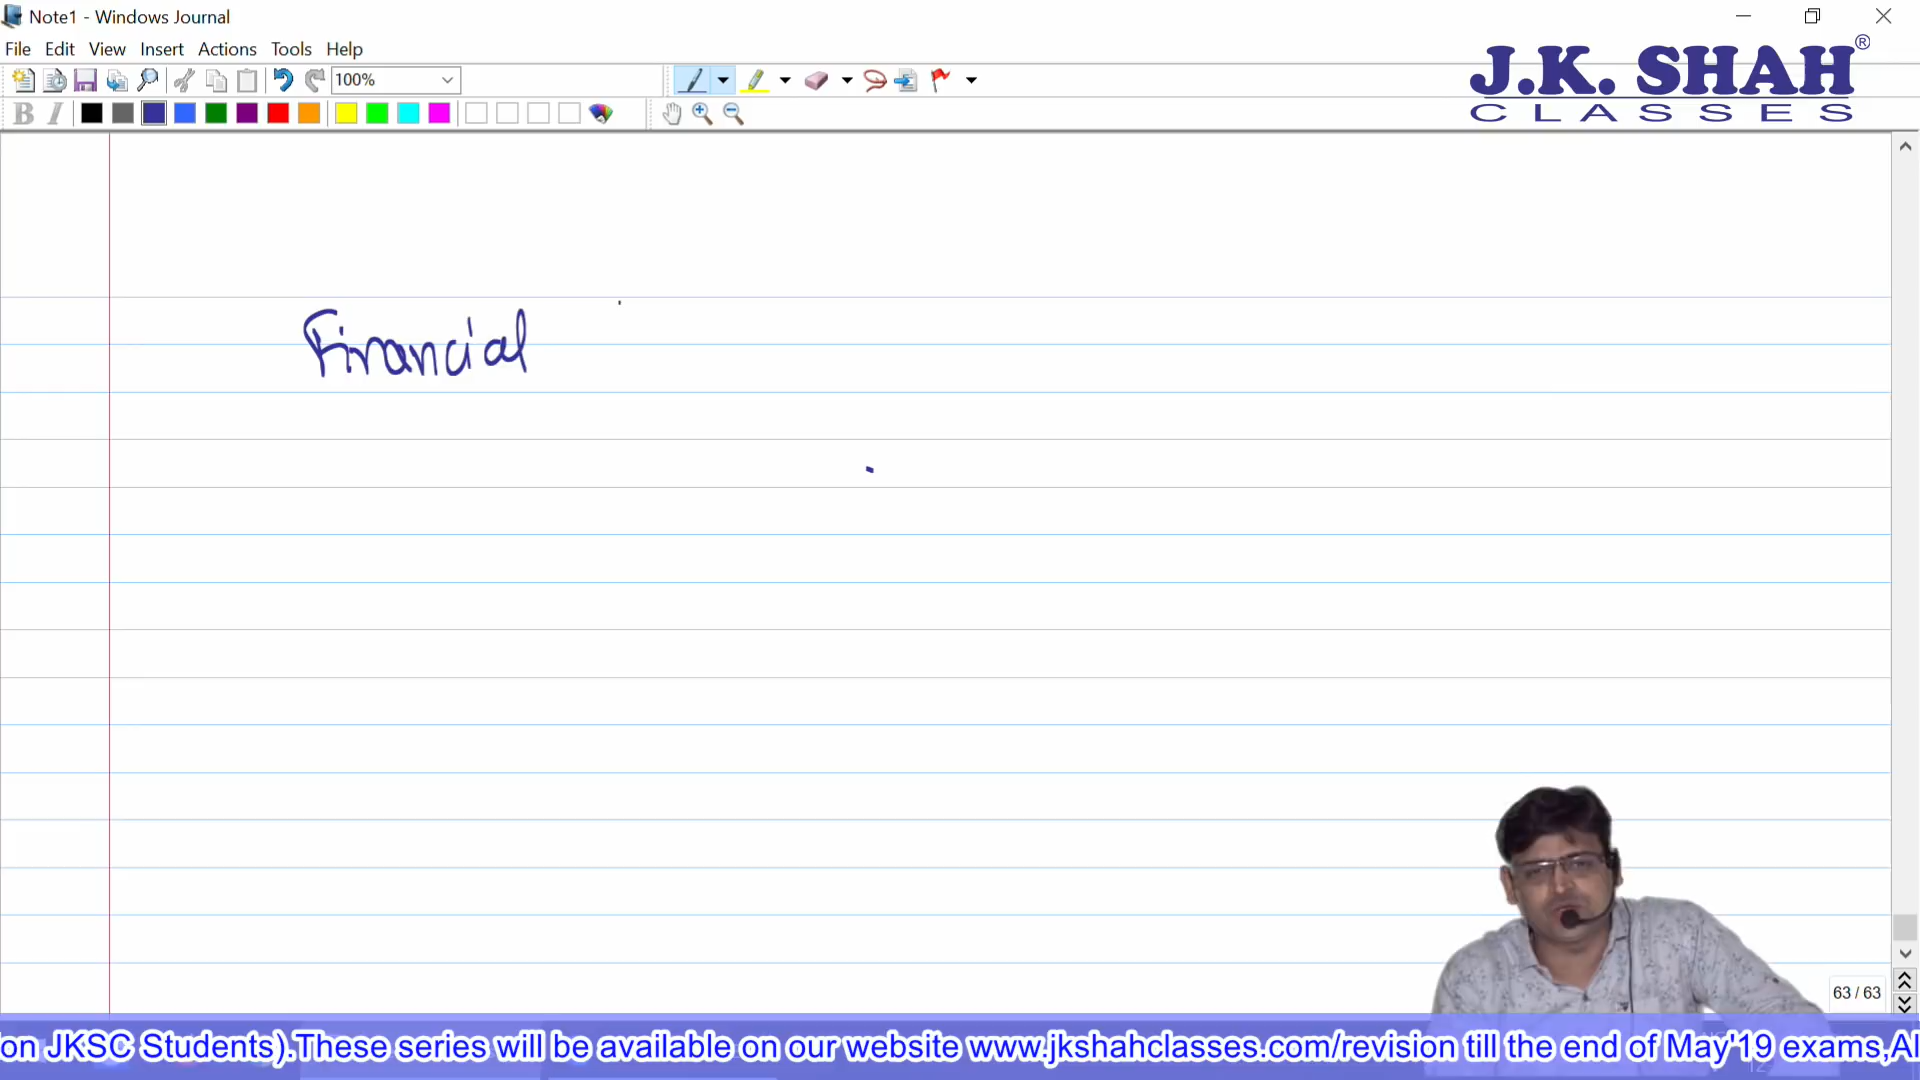 Note1 - Windows Journal
File Edit View Insert Actions Tools Help
100%
B I
J.K. SHAH®
CLASSES
Financial
63 / 63
on JKSC Students).These series will be available on our website www.jkshahclasses.com/revision till the end of May'19 exams,Al